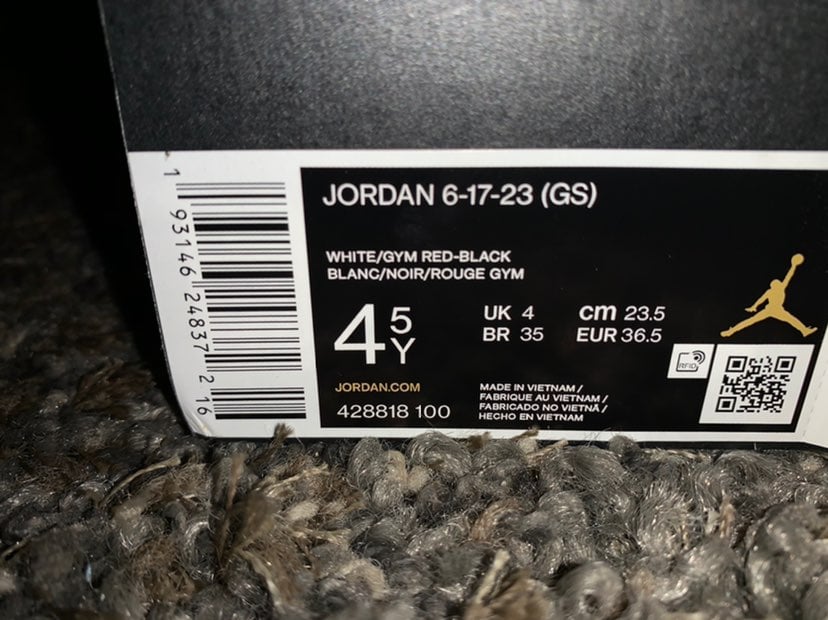 1 93146 24837 2 16
JORDAN 6-17-23 (GS)
WHITE/GYM RED-BLACK
BLANC/NOIR/ROUGE GYM
4 5 Y
UK 4
BR 35
cm 23.5
EUR 36.5
RFID
JORDAN.COM
428818 100
MADE IN VIETNAM /
FABRIQUE AU VIETNAM /
FABRICADO NO VIETNÃ /
HECHO EN VIETNAM